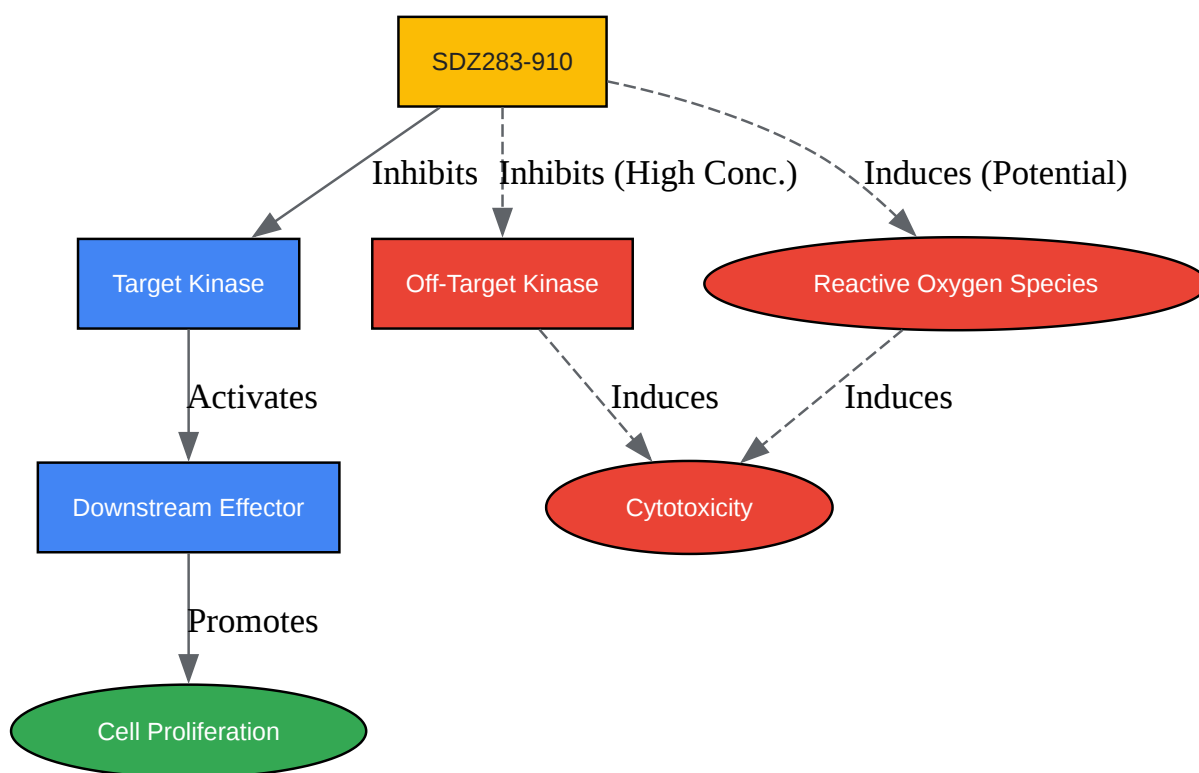 SDZ283-910
Inhibits
Inhibits (High Conc.)
Induces (Potential)
Target Kinase
Off-Target Kinase
Reactive Oxygen Species
Activates
Induces
Induces
Downstream Effector
Cytotoxicity
Promotes
Cell Proliferation